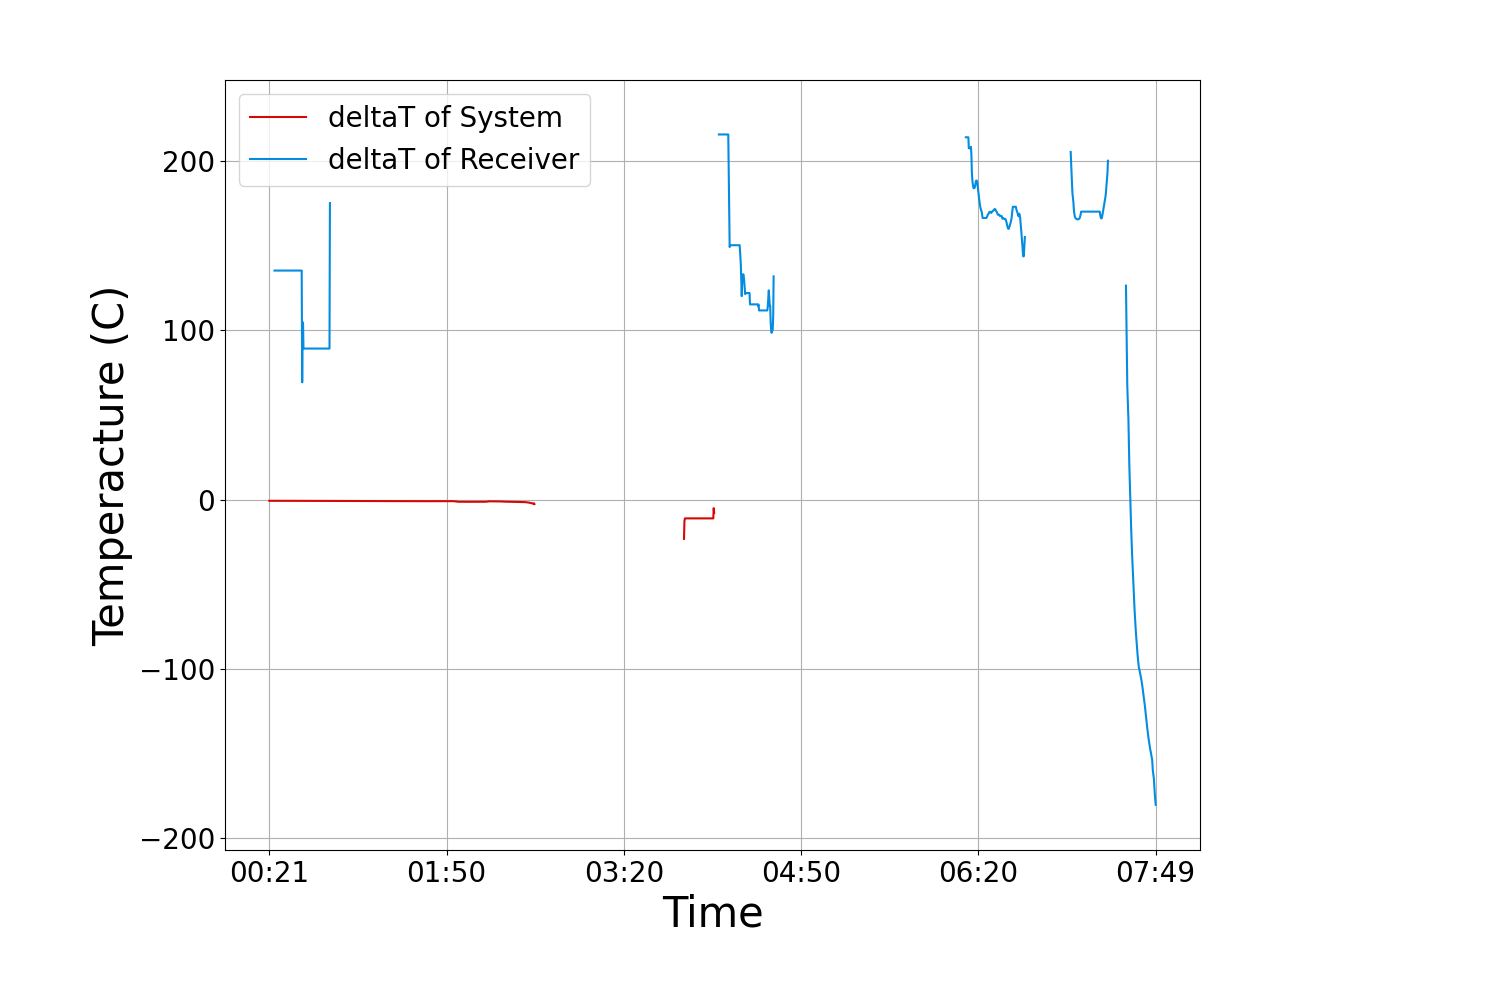 deltaT of System
deltaT of Receiver
200
100
0
−100
−200
Temperacture (C)
00:21 01:50 03:20 04:50 06:20 07:49
Time